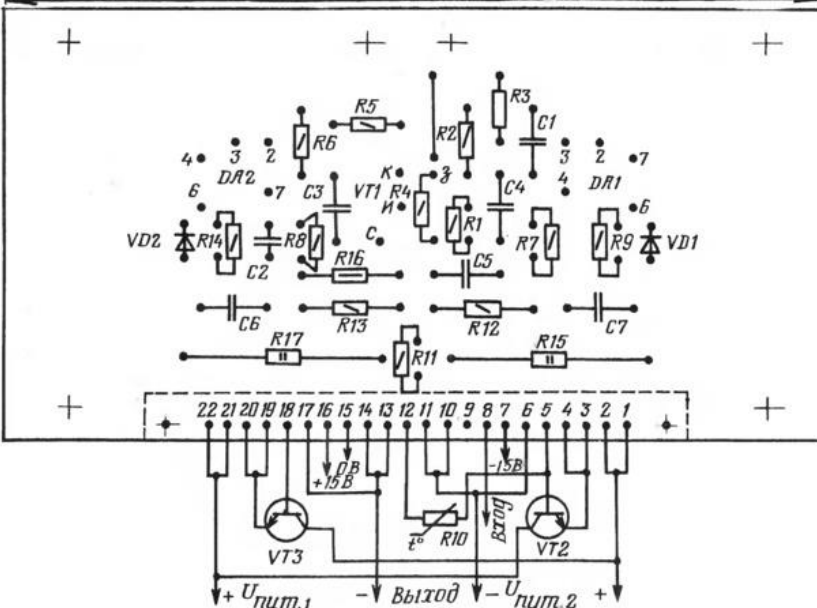 R3
R5
R6
R2
C1
4 3 2
DA2
3 2 7
4
DA1
К З
6 7
C3
VT1
R4
И
C4
R1
6
VD2
R14
C2
R8
С
R7
R9
VD1
R16
C5
C6
R13
R12
C7
R17
R11
R15
22 21 20 19 18 17 16 15 14 13 12 11 10 9 8 7 6 5 4 3 2 1
0В
+15В
-15В
Вход
t° R10
VT3
VT2
+ Uпит.1 - Выход - Uпит.2 +